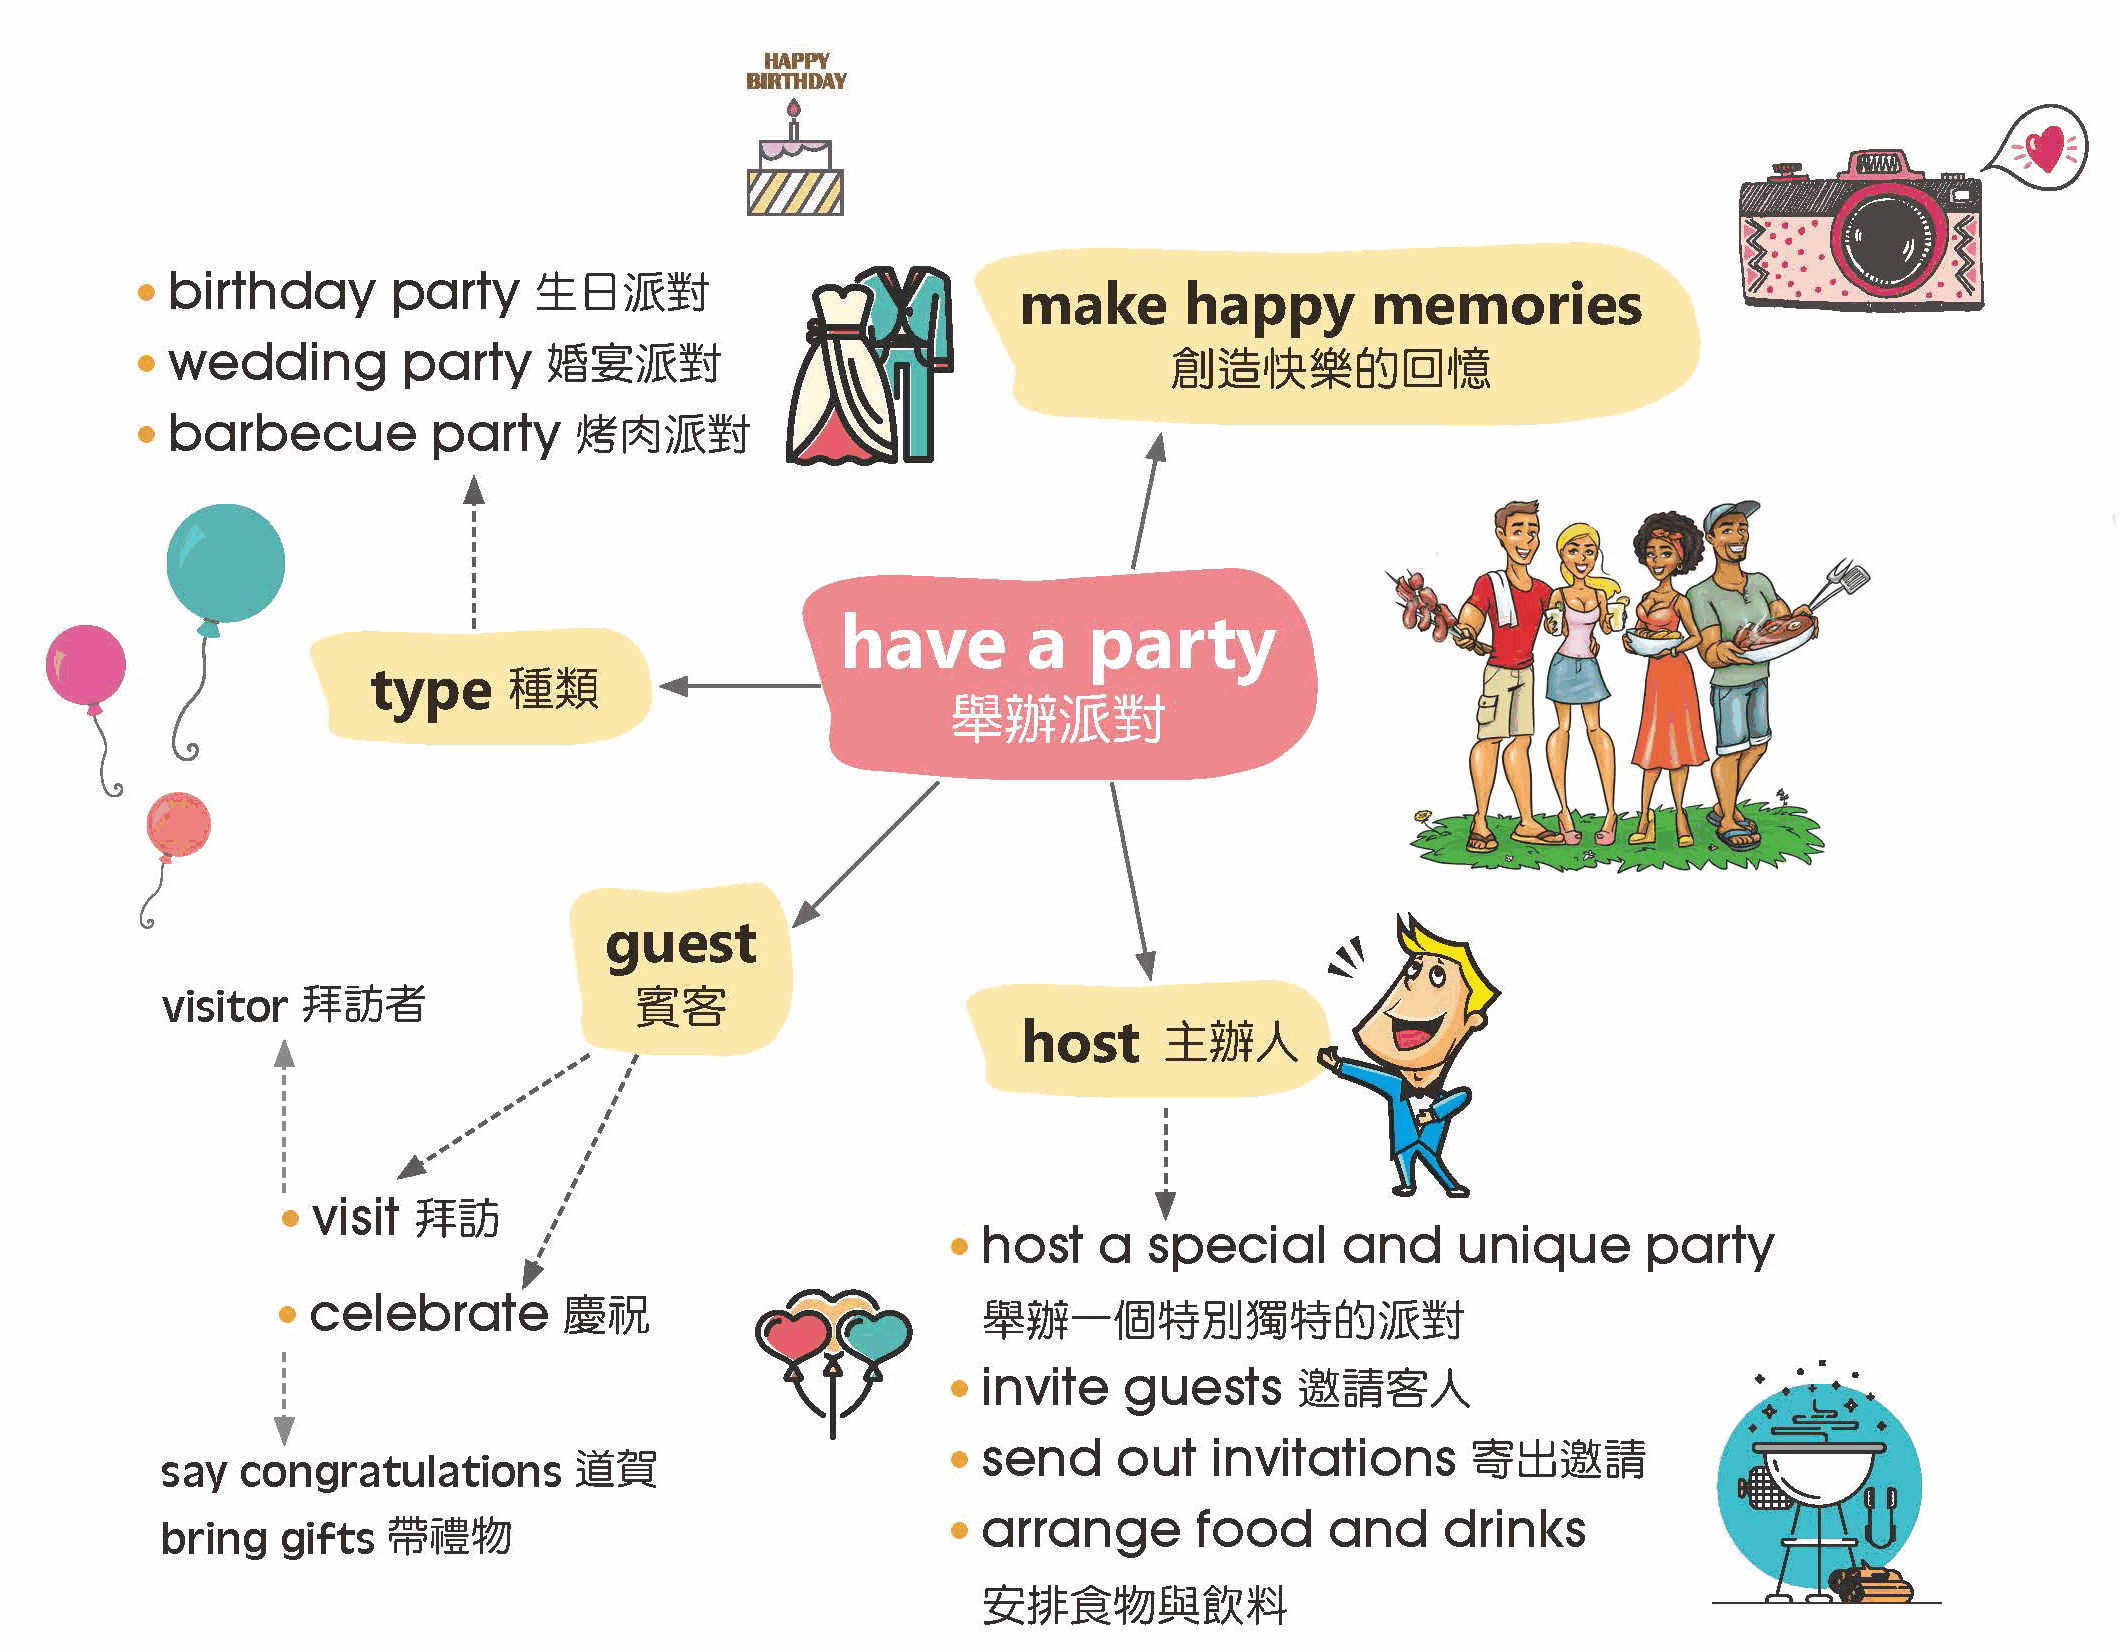 HAPPY
BIRTHDAY
birthday party 生日派對
wedding party 婚宴派對
barbecue party 烤肉派對
make happy memories
創造快樂的回憶
have a party
舉辦派對
type 種類
guest
賓客
visitor 拜訪者
host 主辦人
visit 拜訪
celebrate 慶祝
say congratulations 道賀
bring gifts 帶禮物
host a special and unique party
舉辦一個特別獨特的派對
invite guests 邀請客人
send out invitations 寄出邀請
arrange food and drinks
安排食物與飲料